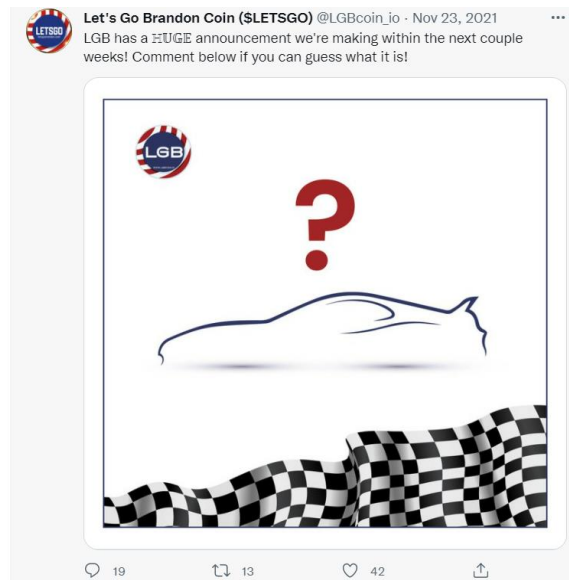 LETSGO
Let's Go Brandon Coin ($LETSGO) @LGBcoin_io · Nov 23, 2021
LGB has a ℍ𝕌𝔾𝔼 announcement we're making within the next couple
weeks! Comment below if you can guess what it is!
LGB
?
19 13 42